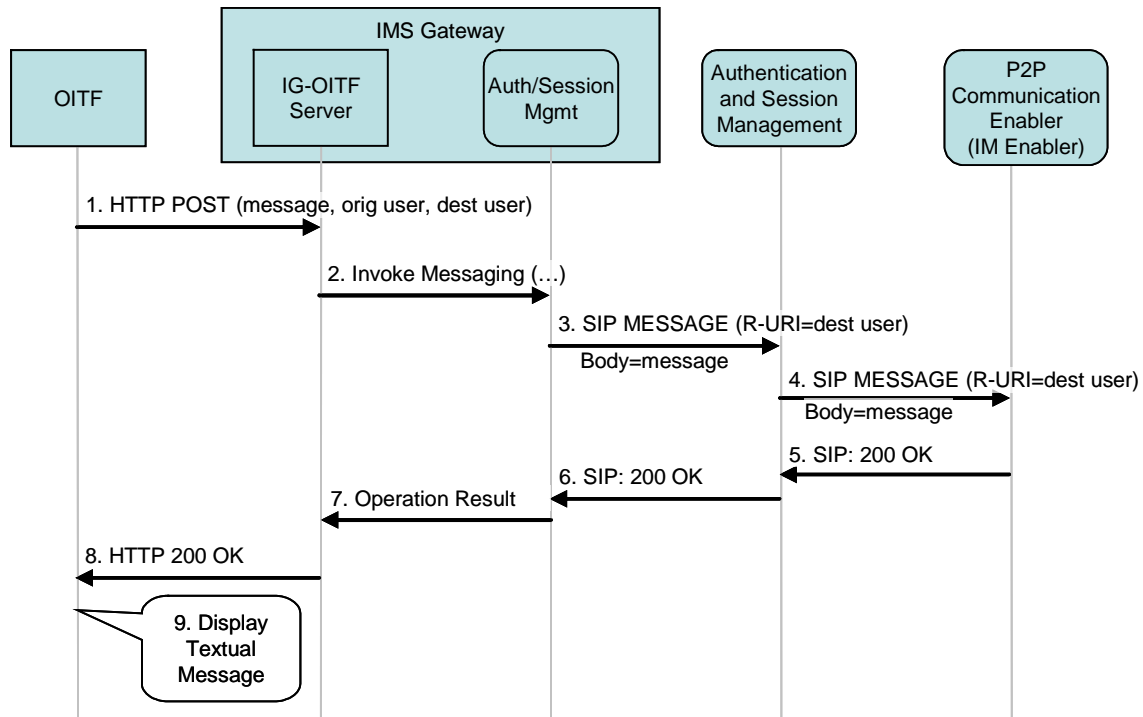 IMS Gateway
OITF
IG-OITF
Server
Auth/Session
Mgmt
Authentication
and Session
Management
P2P
Communication
Enabler
(IM Enabler)
1. HTTP POST (message, orig user, dest user)
2. Invoke Messaging (…)
3. SIP MESSAGE (R-URI=dest user)
Body=message
4. SIP MESSAGE (R-URI=dest user)
Body=message
5. SIP: 200 OK
6. SIP: 200 OK
7. Operation Result
8. HTTP 200 OK
9. Display
Textual
Message